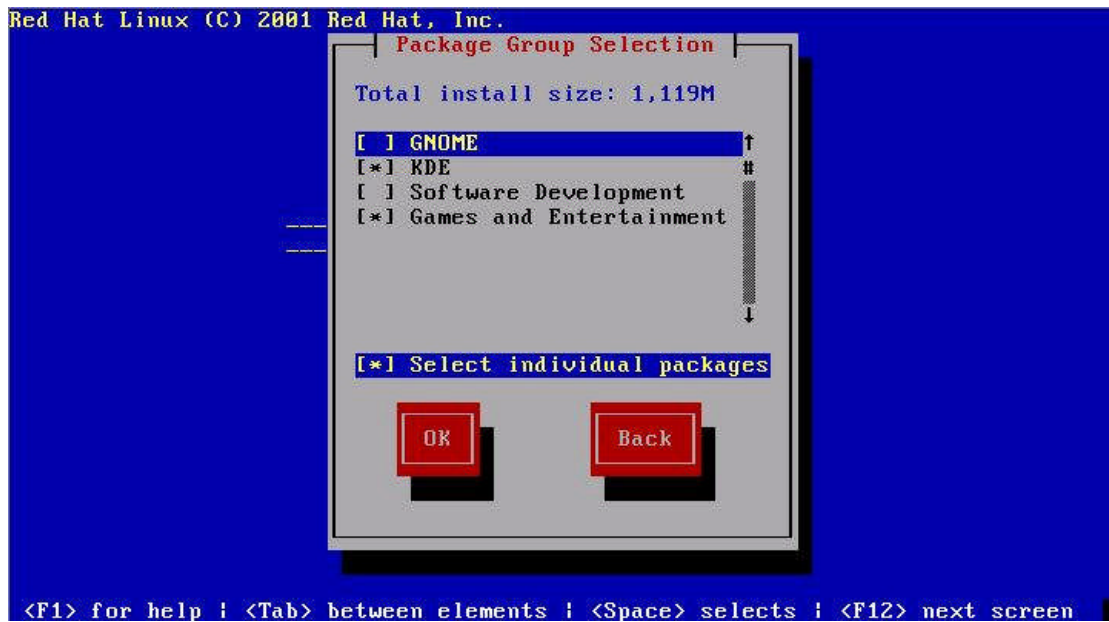 Red Hat Linux (C) 2001 Red Hat, Inc.
Package Group Selection
Total install size: 1,119M
[ ] GNOME ↑
[*] KDE #
[ ] Software Development
[*] Games and Entertainment
↓
[*] Select individual packages
OK Back
<F1> for help | <Tab> between elements | <Space> selects | <F12> next screen